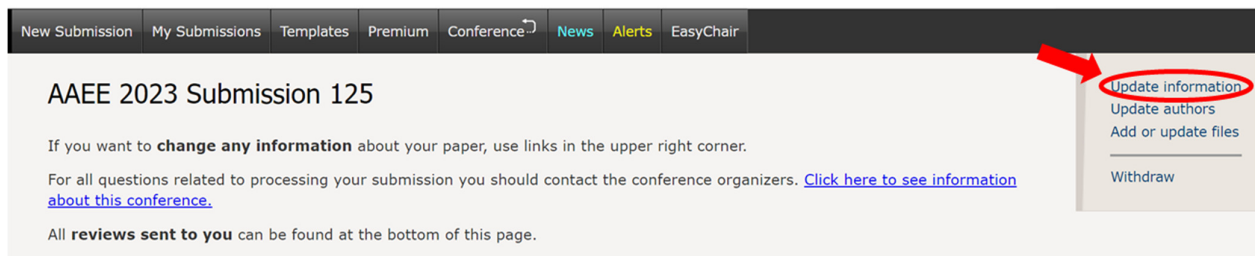 New Submission My Submissions Templates Premium Conference News Alerts EasyChair
AAEE 2023 Submission 125
If you want to change any information about your paper, use links in the upper right corner.
For all questions related to processing your submission you should contact the conference organizers. Click here to see information
about this conference.
All reviews sent to you can be found at the bottom of this page.
Update information
Update authors
Add or update files
Withdraw